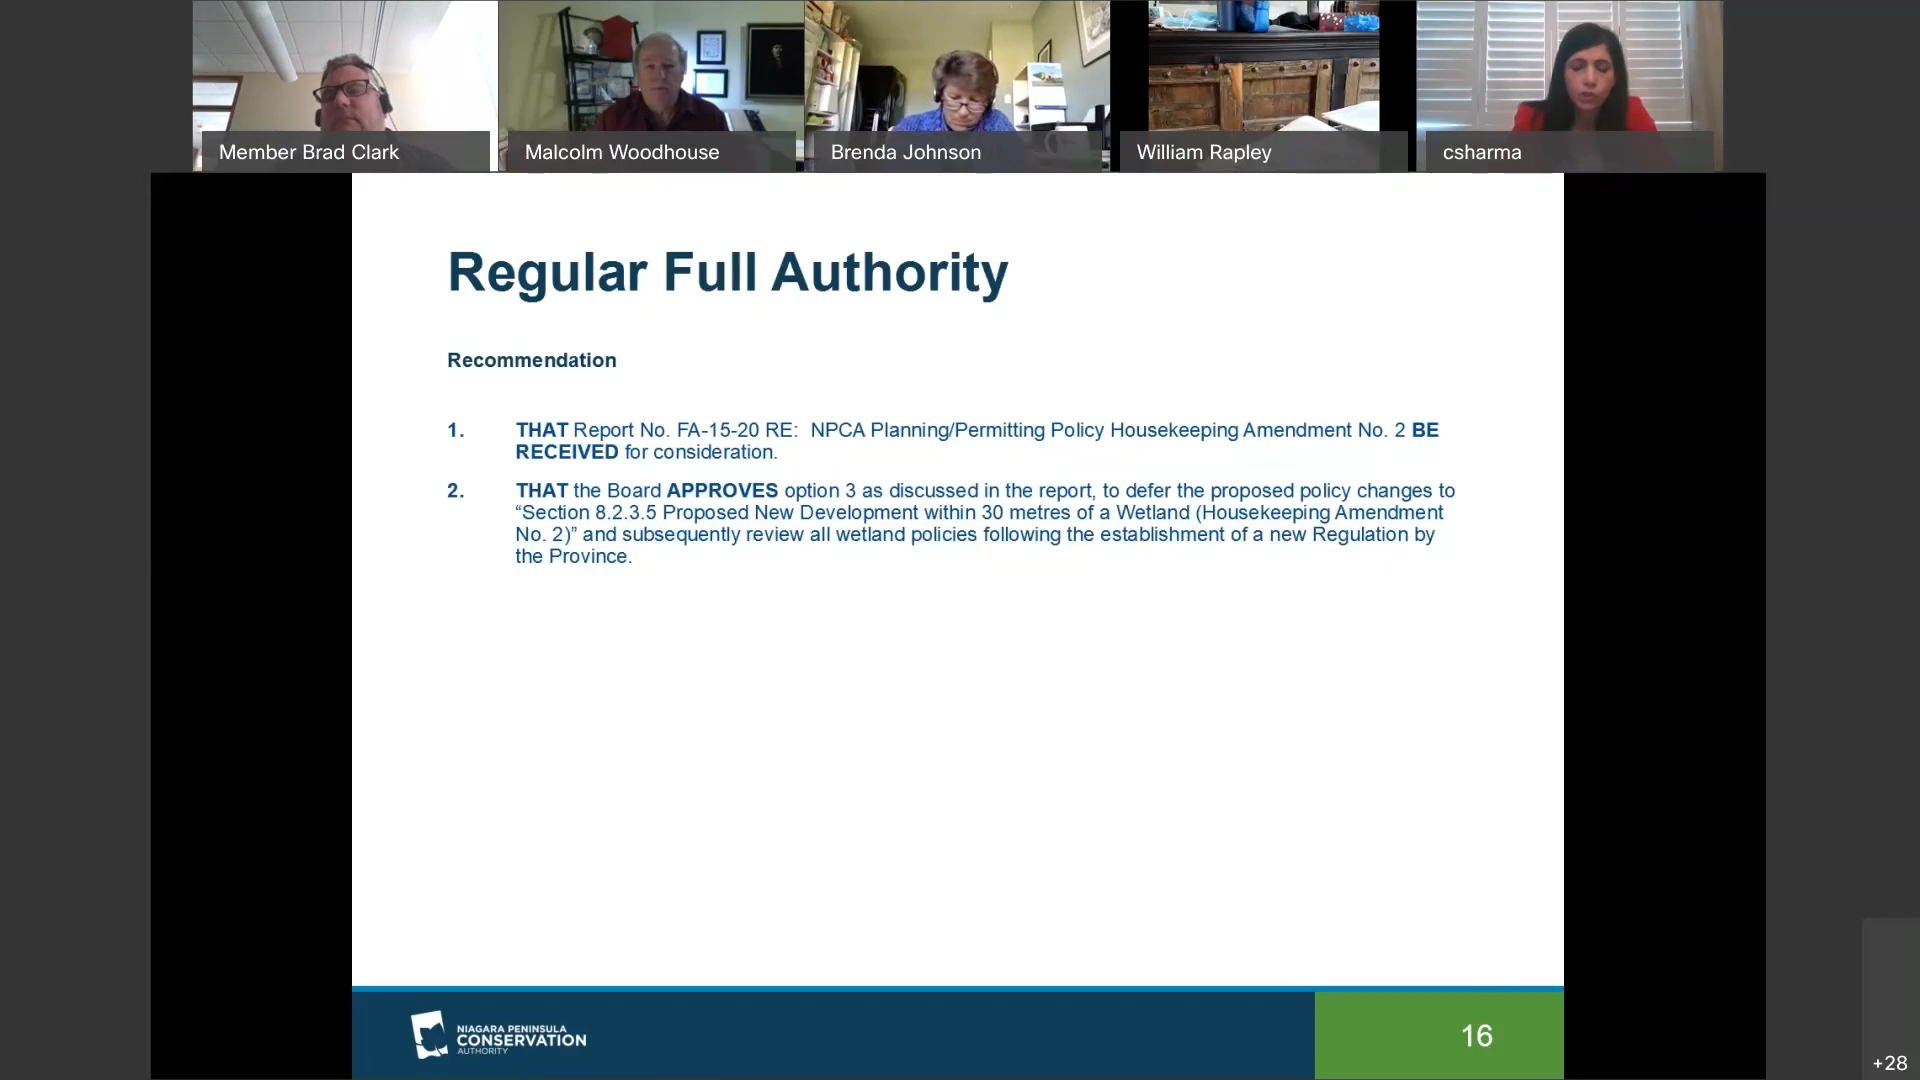 Member Brad Clark
Malcolm Woodhouse
Brenda Johnson
William Rapley
csharma
Regular Full Authority
Recommendation
1. THAT Report No. FA-15-20 RE:  NPCA Planning/Permitting Policy Housekeeping Amendment No. 2 BE
RECEIVED for consideration.
2. THAT the Board APPROVES option 3 as discussed in the report, to defer the proposed policy changes to
“Section 8.2.3.5 Proposed New Development within 30 metres of a Wetland (Housekeeping Amendment
No. 2)” and subsequently review all wetland policies following the establishment of a new Regulation by
the Province.
NIAGARA PENINSULA
CONSERVATION
AUTHORITY
16
+28